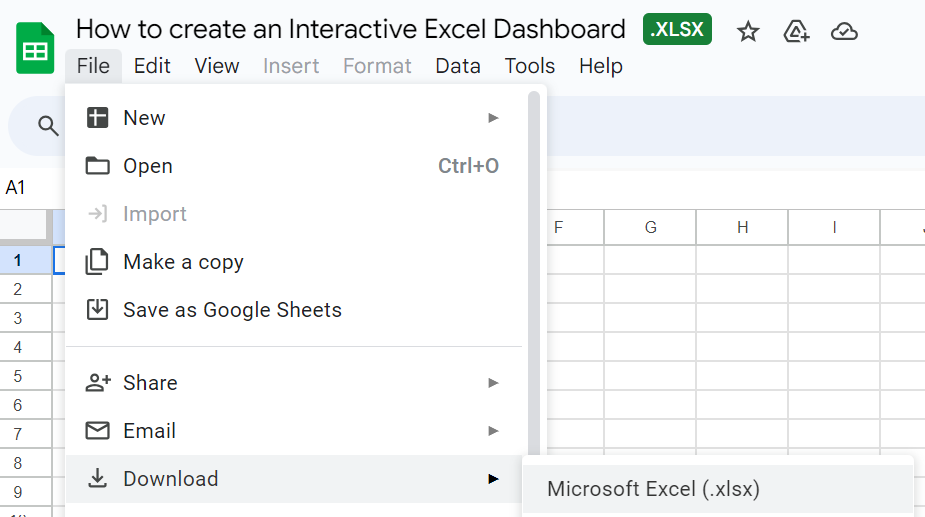 How to create an Interactive Excel Dashboard .XLSX
File Edit View Insert Format Data Tools Help
New
Open Ctrl+O
Import
Make a copy
Save as Google Sheets
Share
Email
Download
Microsoft Excel (.xlsx)
A1
F G H I
1
2
3
4
5
6
7
8
9